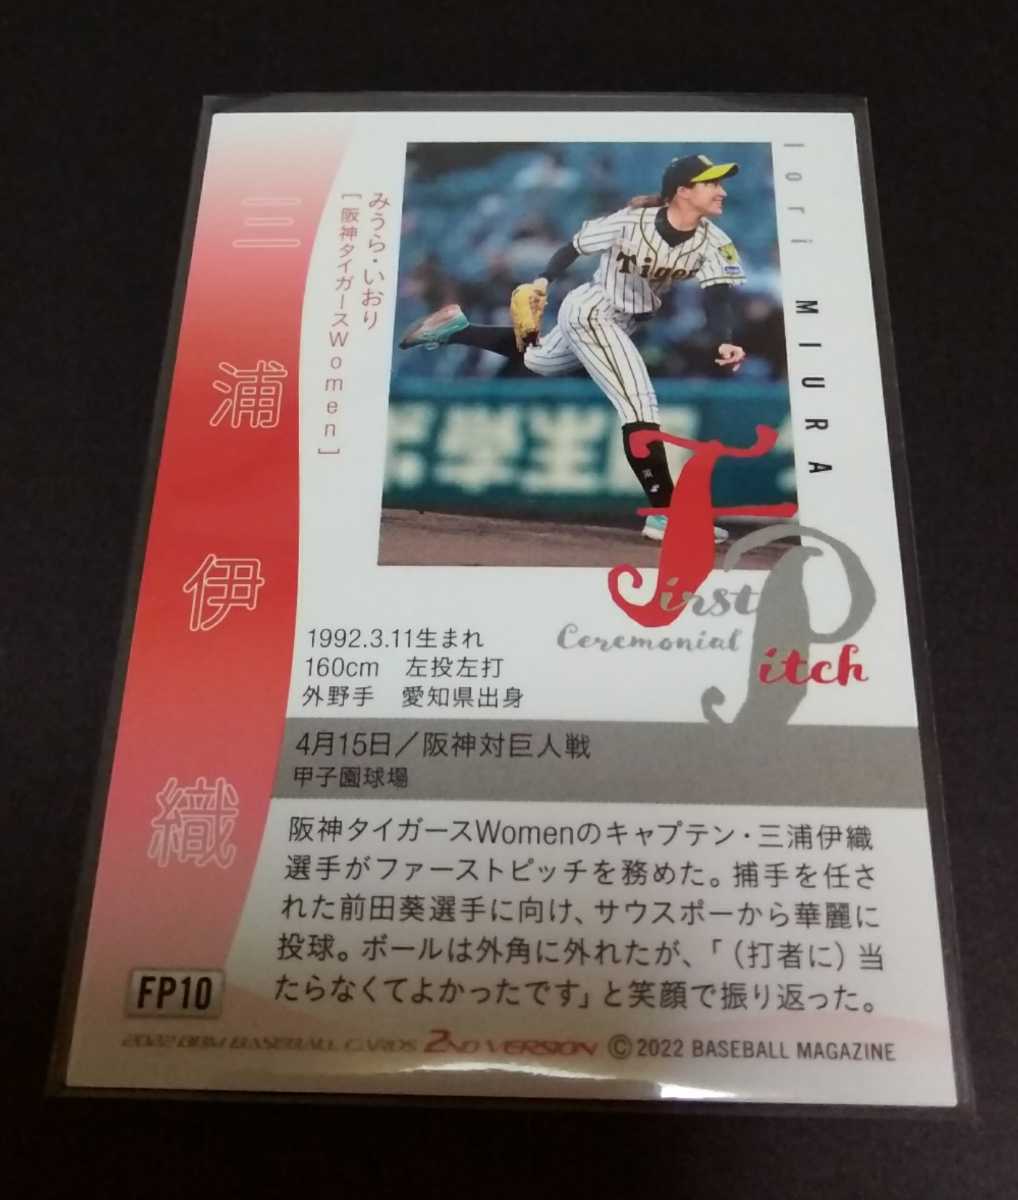 三浦伊織
みうら・いおり
[阪神タイガースWomen]
Iori MIURA
Tiger
学生
First
Ceremonial
Pitch
1992.3.11生まれ
160cm 左投左打
外野手 愛知県出身
4月15日／阪神対巨人戦
甲子園球場
阪神タイガースWomenのキャプテン・三浦伊織
選手がファーストピッチを務めた。捕手を任さ
れた前田葵選手に向け、サウスポーから華麗に
投球。ボールは外角に外れたが、「（打者に）当
たらなくてよかったです」と笑顔で振り返った。
FP10
2022 BBM BASEBALL CARDS 2ND VERSION ©2022 BASEBALL MAGAZINE